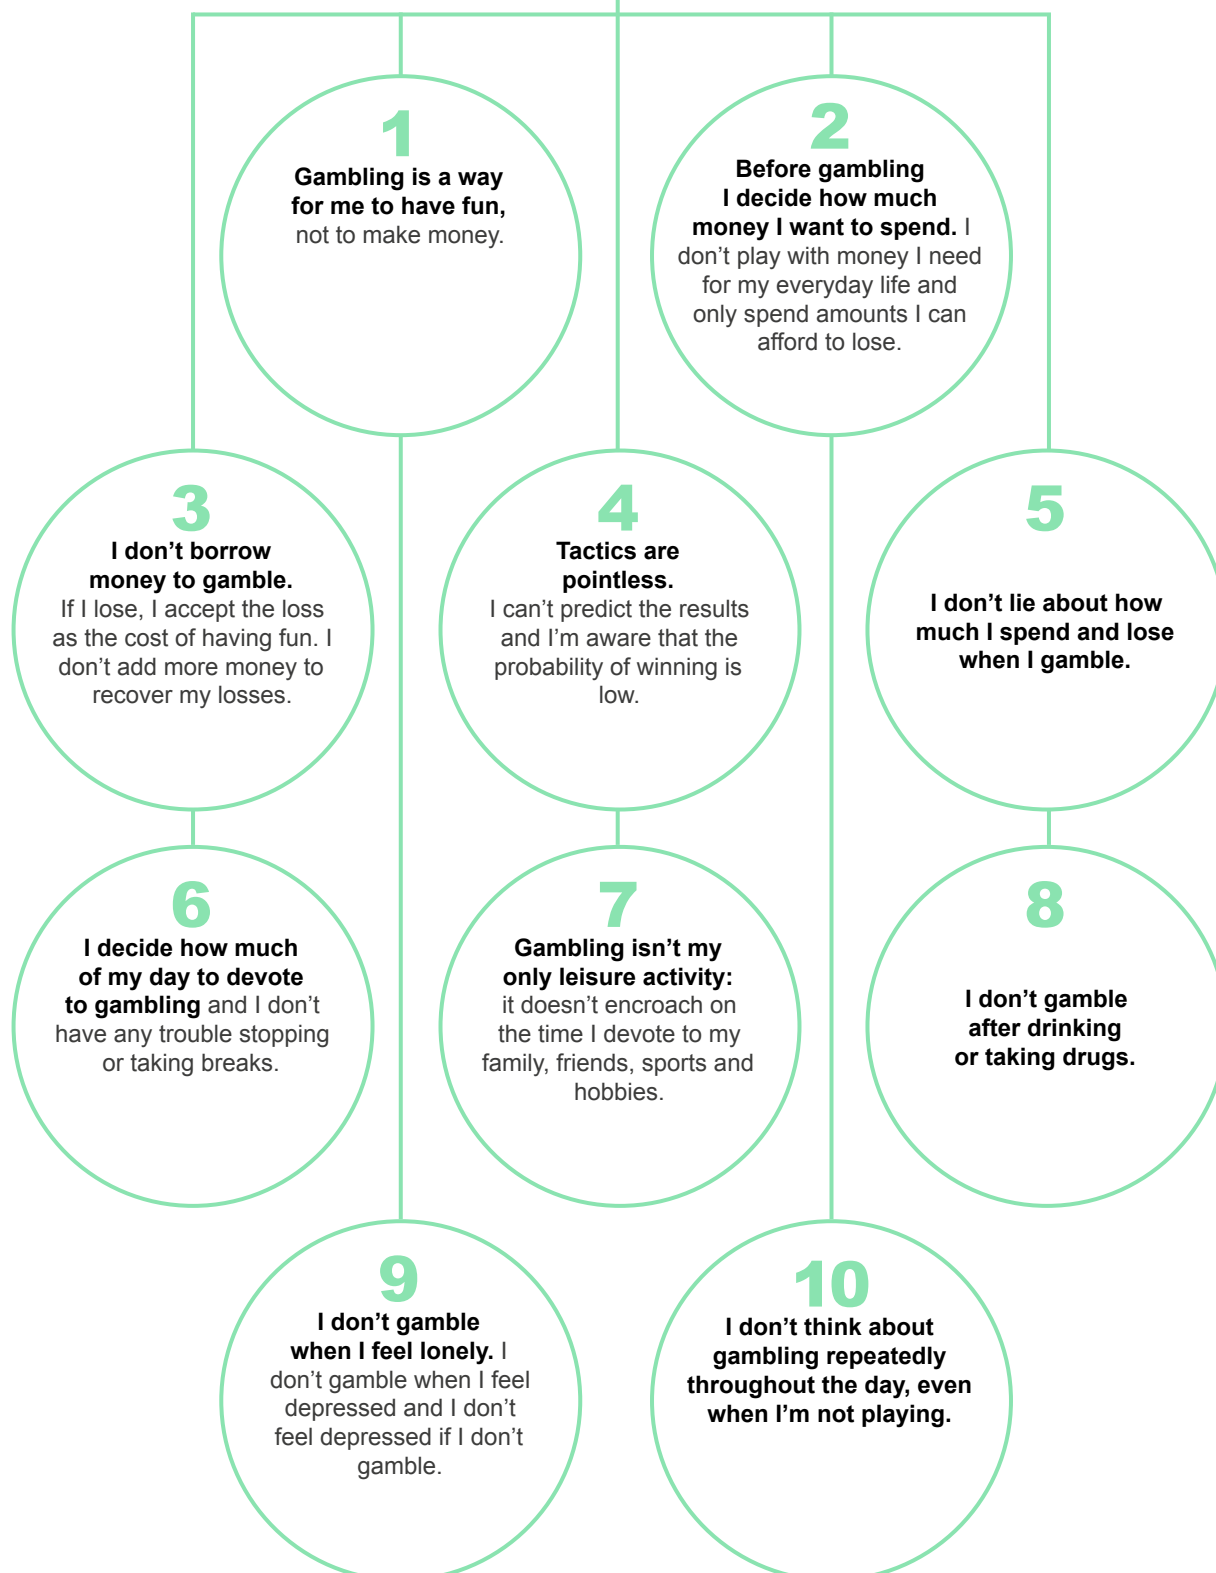 1
Gambling is a way
for me to have fun,
not to make money.
2
Before gambling
I decide how much
money I want to spend. I
don’t play with money I need
for my everyday life and
only spend amounts I can
afford to lose.
3
I don’t borrow
money to gamble.
If I lose, I accept the loss
as the cost of having fun. I
don’t add more money to
recover my losses.
4
Tactics are
pointless.
I can’t predict the results
and I’m aware that the
probability of winning is
low.
5
I don’t lie about how
much I spend and lose
when I gamble.
6
I decide how much
of my day to devote
to gambling and I don’t
have any trouble stopping
or taking breaks.
7
Gambling isn’t my
only leisure activity:
it doesn’t encroach on
the time I devote to my
family, friends, sports and
hobbies.
8
I don’t gamble
after drinking
or taking drugs.
9
I don’t gamble
when I feel lonely. I
don’t gamble when I feel
depressed and I don’t
feel depressed if I don’t
gamble.
10
I don’t think about
gambling repeatedly
throughout the day, even
when I’m not playing.